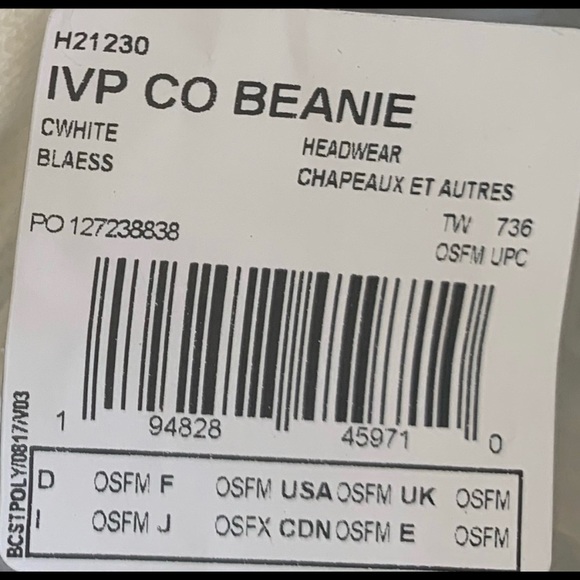 H21230
IVP CO BEANIE
CWHITE
BLAESS
HEADWEAR
CHAPEAUX ET AUTRES
PO 127238838
TW 736
OSFM UPC
1 94828 45971 0
BCSTPOLY/0817/V03
D OSFM F OSFM USA OSFM UK OSFM
I OSFM J OSFX CDN OSFM E OSFM